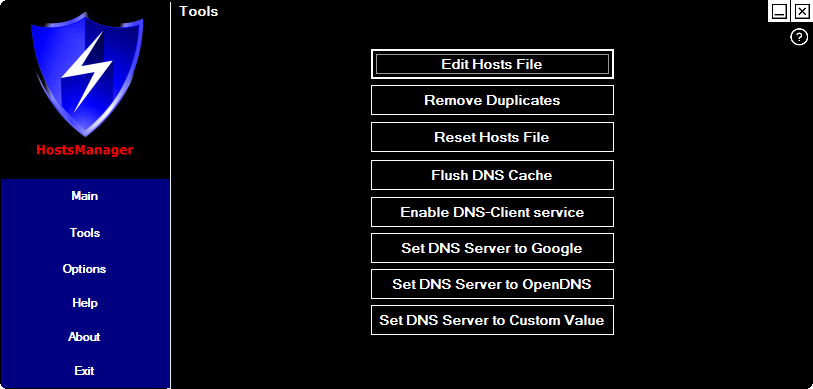 Tools
?
HostsManager
Main
Tools
Options
Help
About
Exit
Edit Hosts File
Remove Duplicates
Reset Hosts File
Flush DNS Cache
Enable DNS-Client service
Set DNS Server to Google
Set DNS Server to OpenDNS
Set DNS Server to Custom Value